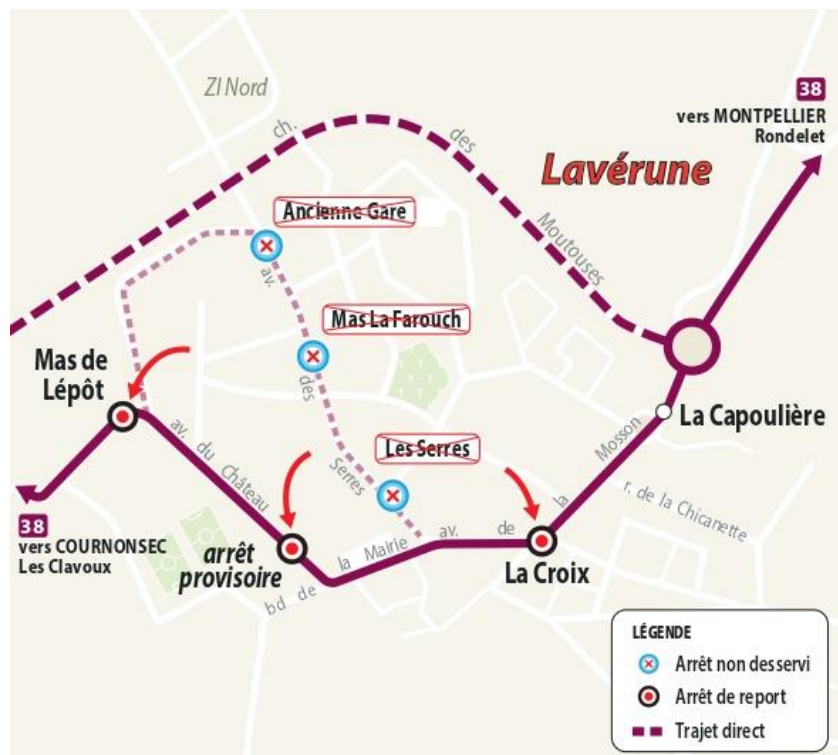 ZI Nord
ch.
des
Moutouses
38
vers MONTPELLIER
Rondelet
Lavérune
Ancienne Gare
av.
des
Serres
Mas La Farouch
Mas de
Lépôt
Les Serres
La Capoulière
av. du Château
38
vers COURNONSEC
Les Clavoux
arrêt
provisoire
bd de la Mairie
av. de la Mosson
La Croix
r. de la Chicanette
LÉGENDE
Arrêt non desservi
Arrêt de report
Trajet direct